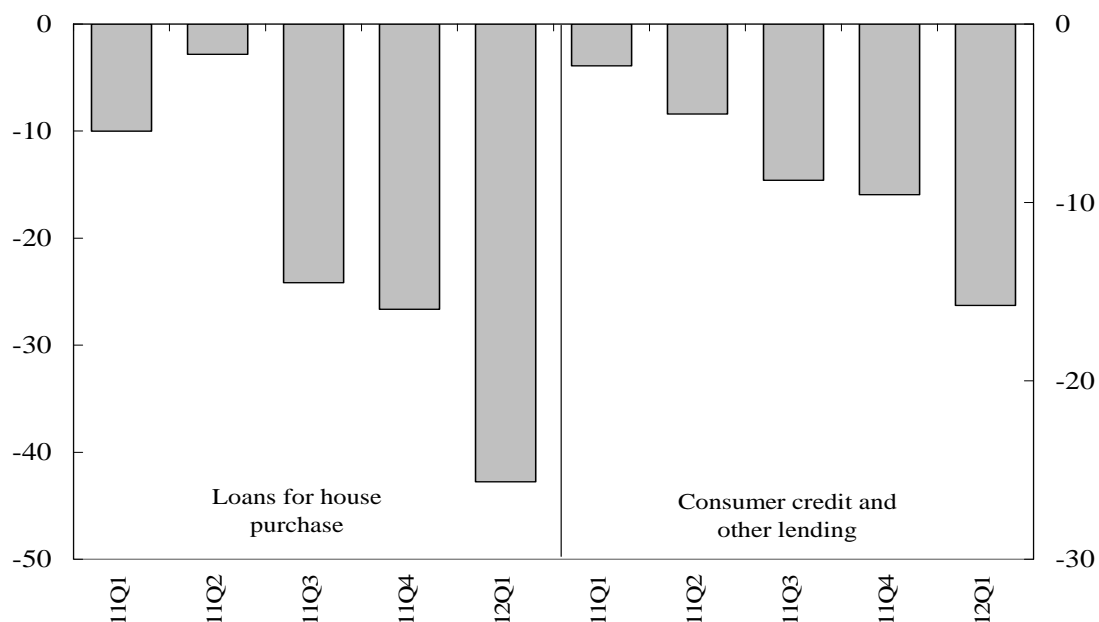 0
-10
-20
-30
-40
-50
0
-10
-20
-30
Loans for house
purchase
Consumer credit and
other lending
11Q1
11Q2
11Q3
11Q4
12Q1
11Q1
11Q2
11Q3
11Q4
12Q1